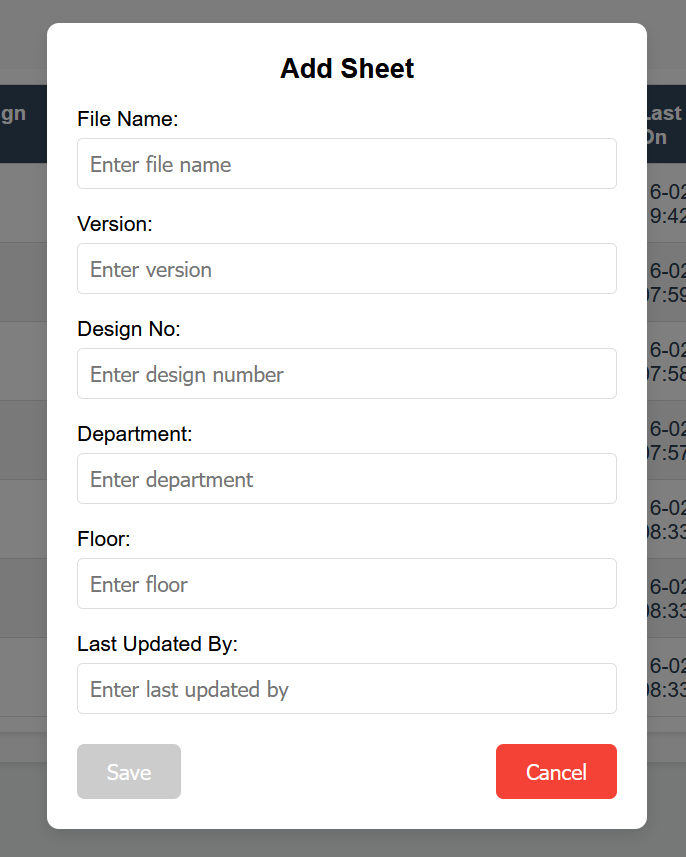 Add Sheet
File Name:
Enter file name
Version:
Enter version
Design No:
Enter design number
Department:
Enter department
Floor:
Enter floor
Last Updated By:
Enter last updated by
Save
Cancel
gn
Last
On
6-02
9:42
6-02
07:59
6-02
07:58
6-02
07:57
6-02
08:33
6-02
08:33
6-02
08:33